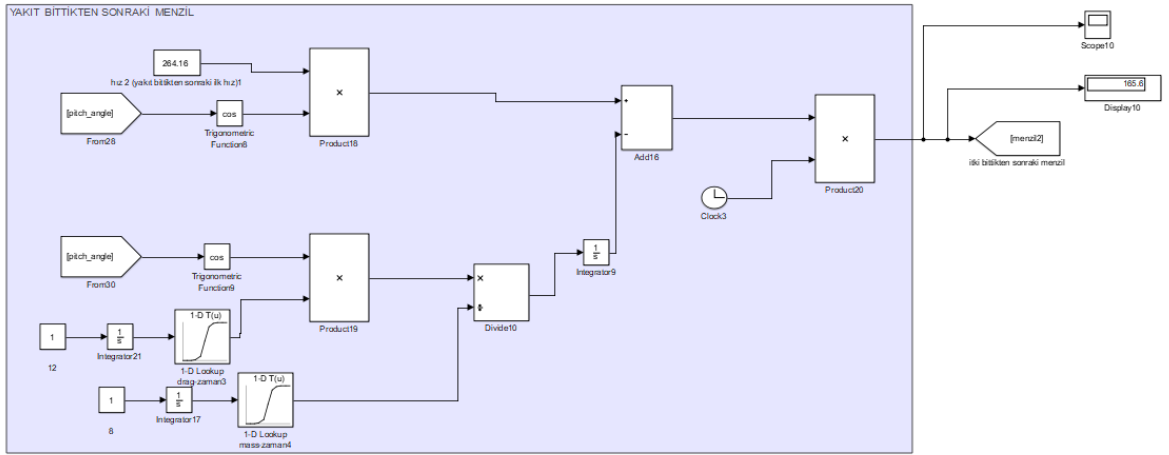 YAKIT BİTTİKTEN SONRAKİ MENZİL
264.16
hız 2 (yakıt bittikten sonraki ilk hız)1
[pitch_angle]
From28
cos
Trigonometric
Function8
×
Product18
+
-
Add16
×
Product20
Clock3
Scope10
165.6
Display10
[menzil2]
itki bittikten sonraki menzil
[pitch_angle]
From30
cos
Trigonometric
Function9
×
Product19
×
÷
Divide10
1
s
Integrator9
1
12
1
s
Integrator21
1-D T(u)
1-D Lookup
drag-zaman3
1
8
1
s
Integrator17
1-D T(u)
1-D Lookup
mass-zaman4